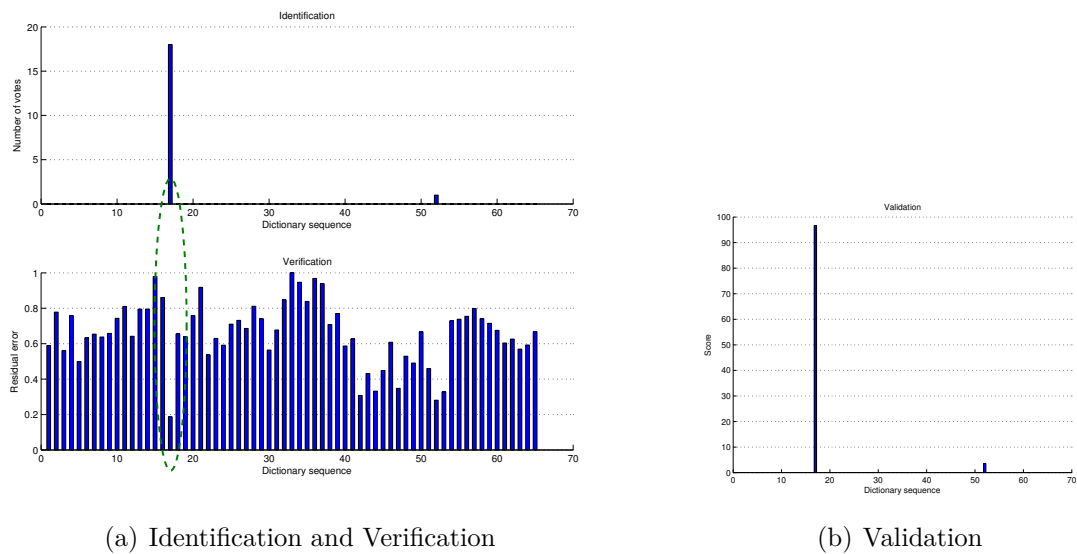 Identification
20
15
10
5
0
Number of votes
0 10 20 30 40 50 60 70
Dictionary sequence
Verification
1
0.8
0.6
0.4
0.2
0
Residual error
0 10 20 30 40 50 60 70
Dictionary sequence
(a) Identification and Verification
Validation
100
90
80
70
60
50
40
30
20
10
0
Score
0 10 20 30 40 50 60 70
Dictionary sequence
(b) Validation